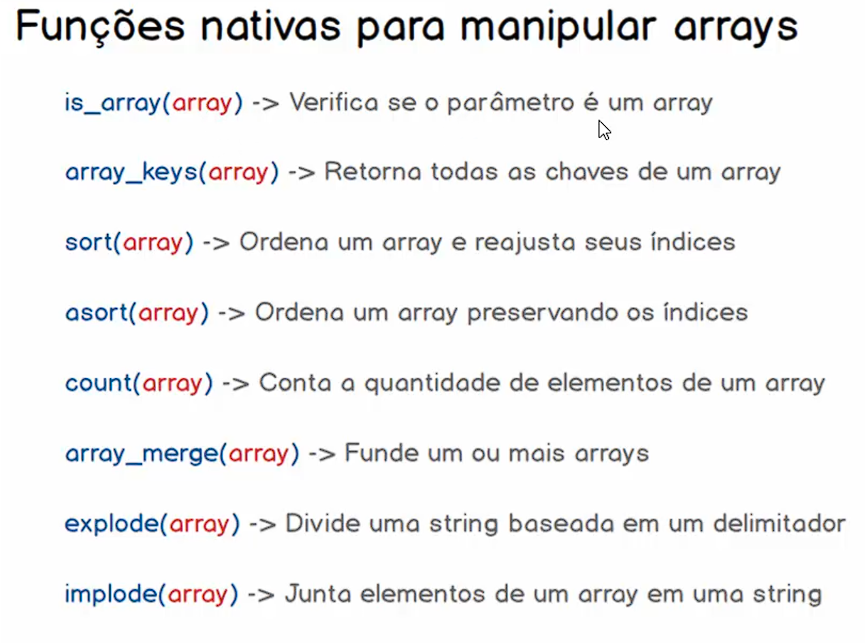 Funções nativas para manipular arrays
is_array(array) -> Verifica se o parâmetro é um array
array_keys(array) -> Retorna todas as chaves de um array
sort(array) -> Ordena um array e reajusta seus índices
asort(array) -> Ordena um array preservando os índices
count(array) -> Conta a quantidade de elementos de um array
array_merge(array) -> Funde um ou mais arrays
explode(array) -> Divide uma string baseada em um delimitador
implode(array) -> Junta elementos de um array em uma string